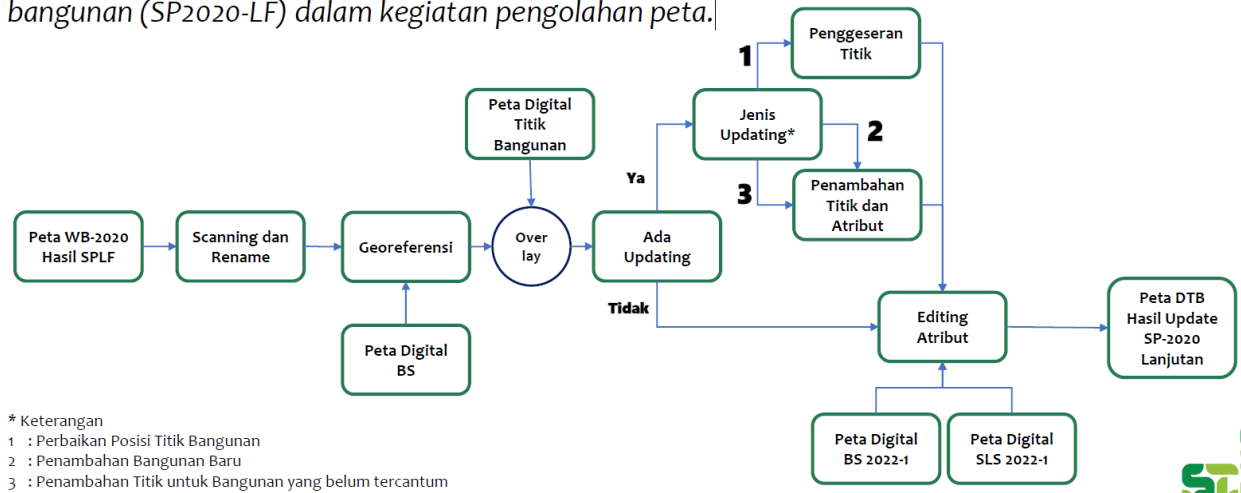 bangunan (SP2020-LF) dalam kegiatan pengolahan peta.
Penggeseran
Titik
1
Peta Digital
Titik
Bangunan
Jenis
Updating*
2
Ya
3
Penambahan
Titik dan
Atribut
Peta WB-2020
Hasil SPLF
Scanning dan
Rename
Georeferensi
Over
lay
Ada
Updating
Tidak
Peta Digital
BS
Editing
Atribut
Peta DTB
Hasil Update
SP-2020
Lanjutan
Peta Digital
BS 2022-1
Peta Digital
SLS 2022-1
* Keterangan
1 : Perbaikan Posisi Titik Bangunan
2 : Penambahan Bangunan Baru
3 : Penambahan Titik untuk Bangunan yang belum tercantum